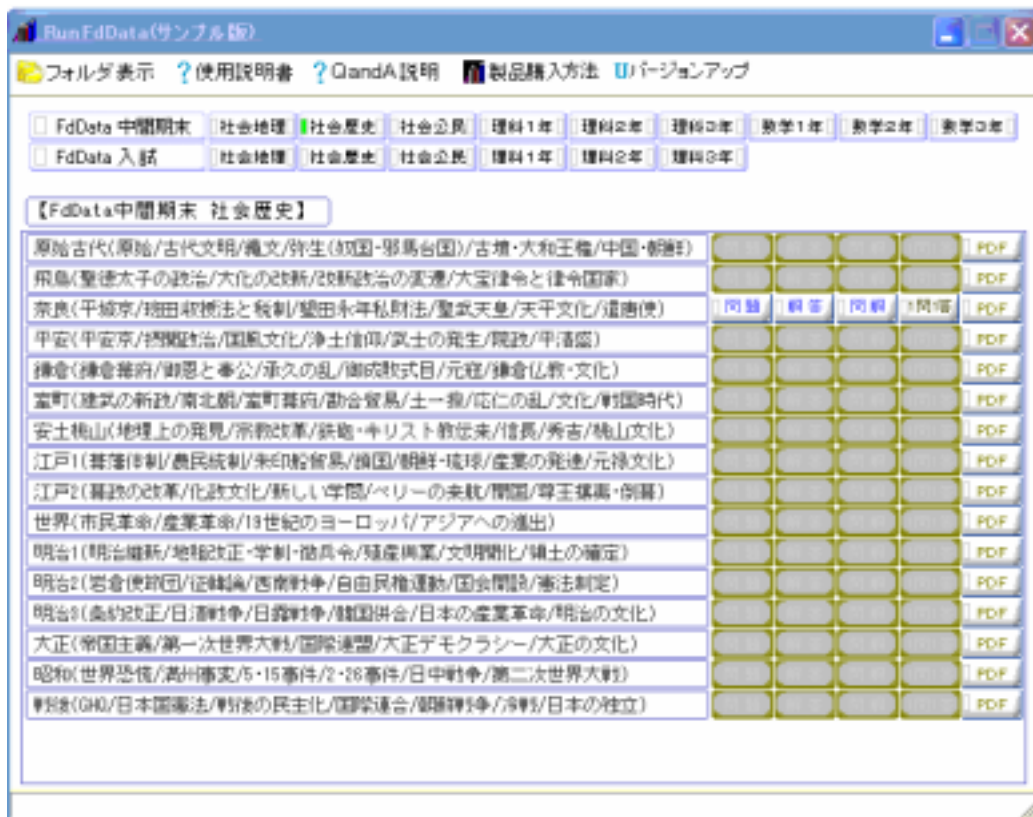 RunFdData(サンプル版)
フォルダ表示 ?使用説明書 ?QandA説明 製品購入方法 Uバージョンアップ
FdData 中間期末 社会地理 社会歴史 社会公民 理科1年 理科2年 理科3年 数学1年 数学2年 数学3年
FdData 入試 社会地理 社会歴史 社会公民 理科1年 理科2年 理科3年
【FdData中間期末 社会歴史】
原始古代(原始/古代文明/縄文/弥生(奴国・邪馬台国)/古墳・大和王権/中国・朝鮮) PDF
飛鳥(聖徳太子の政治/大化の改新/改新政治の変遷/大宝律令と律令国家) PDF
奈良(平城京/班田収授法と税制/墾田永年私財法/聖武天皇/天平文化/遣唐使) 問題 解答 問解 1問1答 PDF
平安(平安京/摂関政治/国風文化/浄土信仰/武士の発生/院政/平清盛) PDF
鎌倉(鎌倉幕府/御恩と奉公/承久の乱/御成敗式目/元寇/鎌倉仏教・文化) PDF
室町(建武の新政/南北朝/室町幕府/勘合貿易/土一揆/応仁の乱/文化/戦国時代) PDF
安土桃山(地理上の発見/宗教改革/鉄砲・キリスト教伝来/信長/秀吉/桃山文化) PDF
江戸1(幕藩体制/農民統制/朱印船貿易/鎖国/朝鮮・琉球/産業の発達/元禄文化) PDF
江戸2(幕政の改革/化政文化/新しい学問/ペリーの来航/開国/尊王攘夷・倒幕) PDF
世界(市民革命/産業革命/19世紀のヨーロッパ/アジアへの進出) PDF
明治1(明治維新/地租改正・学制・徴兵令/殖産興業/文明開化/領土の確定) PDF
明治2(岩倉使節団/征韓論/西南戦争/自由民権運動/国会開設/憲法制定) PDF
明治3(条約改正/日清戦争/日露戦争/韓国併合/日本の産業革命/明治の文化) PDF
大正(帝国主義/第一次世界大戦/国際連盟/大正デモクラシー/大正の文化) PDF
昭和(世界恐慌/満州事変/5・15事件/2・26事件/日中戦争/第二次世界大戦) PDF
戦後(GHQ/日本国憲法/戦後の民主化/国際連合/朝鮮戦争/冷戦/日本の独立) PDF